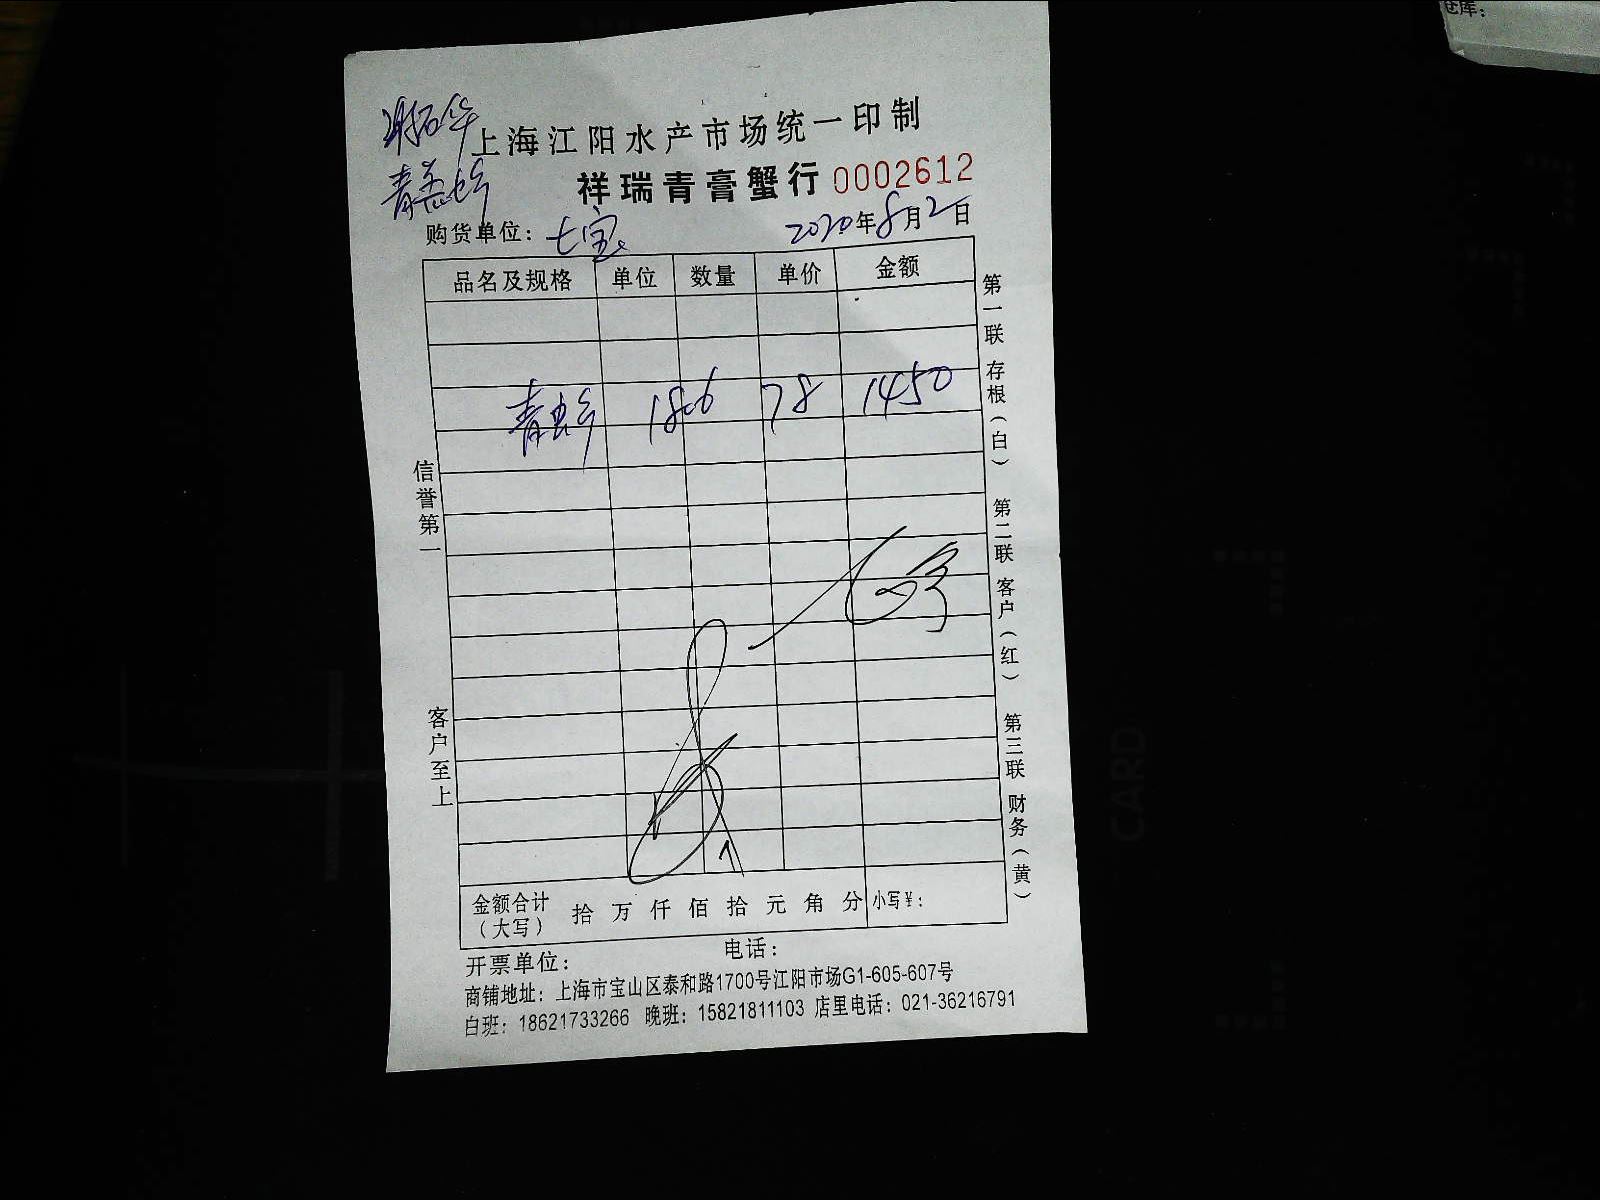 仓库：
上海江阳水产市场统一印制
祥瑞青膏蟹行 0002612
购货单位：七宝 2020年8月2日
品名及规格 单位 数量 单价 金额
78 1450
信誉第一
客户至上
第一联 存根（白） 第二联 客户（红） 第三联 财务（黄）
金额合计（大写） 拾 万 仟 佰 拾 元 角 分 小写¥：
开票单位： 电话：
商铺地址：上海市宝山区泰和路1700号江阳市场G1-605-607号
白班：18621733266 晚班：15821811103 店里电话：021-36216791
CARD